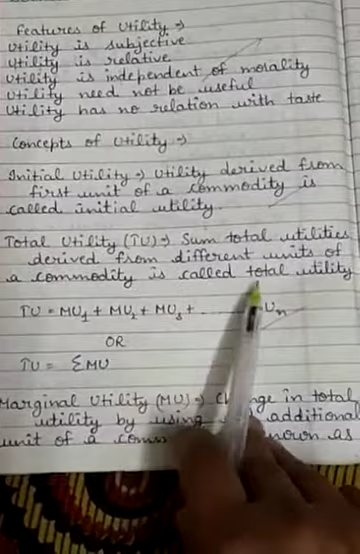 Features of Utility →
Utility is subjective
Utility is relative
Utility is independent of morality
Utility need not be useful
Utility has no relation with taste
Concepts of Utility →
Initial Utility → Utility derived from
first unit of a commodity is
called initial utility.
Total Utility (TU) → Sum total utilities
derived from different units of
a commodity is called total utility
TU = MU₁ + MU₂ + MU₃ + ... Uₙ
OR
TU = ΣMU
Marginal Utility (MU) → in total
utility by using additional
unit of a as